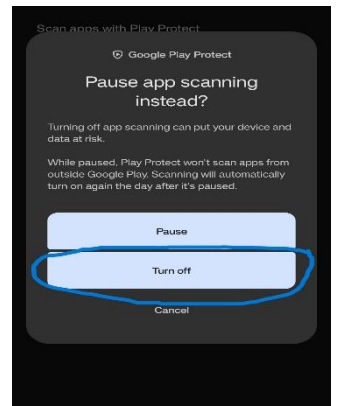 Scan apps with Play Protect
Google Play Protect
Pause app scanning
instead?
Turning off app scanning can put your device and
data at risk.
While paused, Play Protect won't scan apps from
outside Google Play. Scanning will automatically
turn on again the day after it's paused.
Pause
Turn off
Cancel